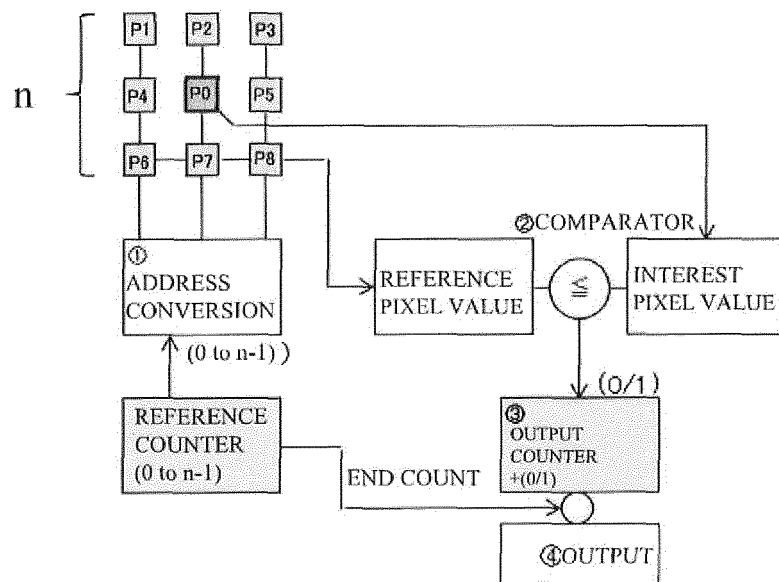 P1 P2 P3
n
P4 P0 P5
P6 P7 P8
②COMPARATOR
①
ADDRESS
CONVERSION
REFERENCE
PIXEL VALUE
≦
INTEREST
PIXEL VALUE
(0 to n-1))
(0/1)
REFERENCE
COUNTER
(0 to n-1)
③
OUTPUT
COUNTER
+(0/1)
END COUNT
④OUTPUT